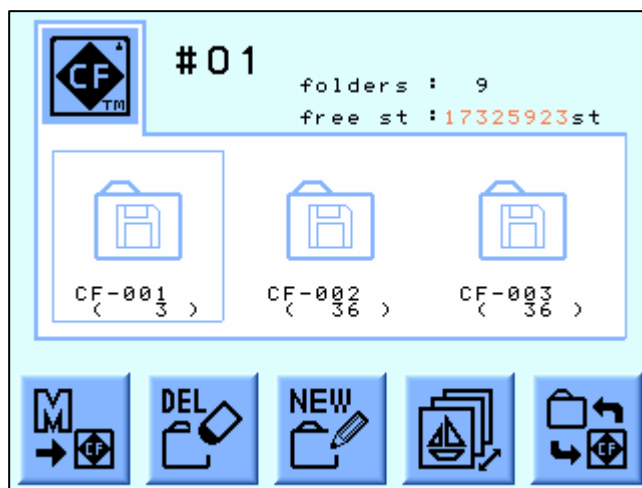 CF
TM
#01
folders : 9
free st :17325923st
CF-001
( 3 )
CF-002
( 36 )
CF-003
( 36 )
M
CF
DEL
NEW
CF